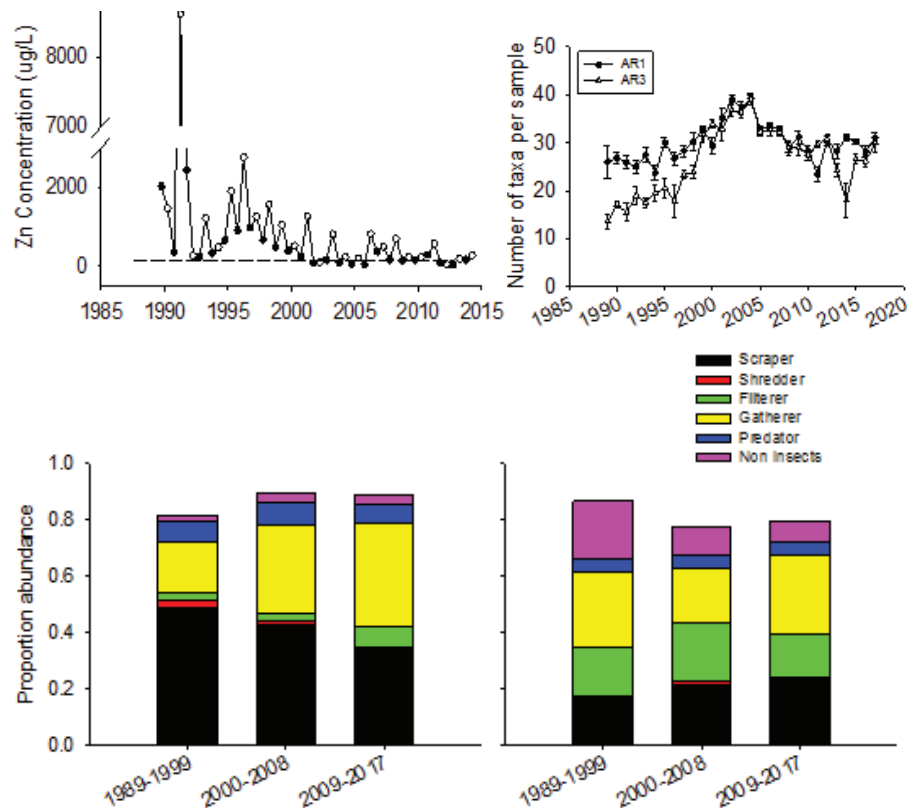 Zn Concentration (ug/L)
8000
7000
2000
0
1985 1990 1995 2000 2005 2010 2015
Number of taxa per sample
50
40
30
20
10
0
AR1
AR3
1985 1990 1995 2000 2005 2010 2015 2020
Scraper
Shredder
Filterer
Gatherer
Predator
Non Insects
Proportion abundance
1.0
0.8
0.6
0.4
0.2
0.0
1989-1999 2000-2008 2009-2017
1989-1999 2000-2008 2009-2017